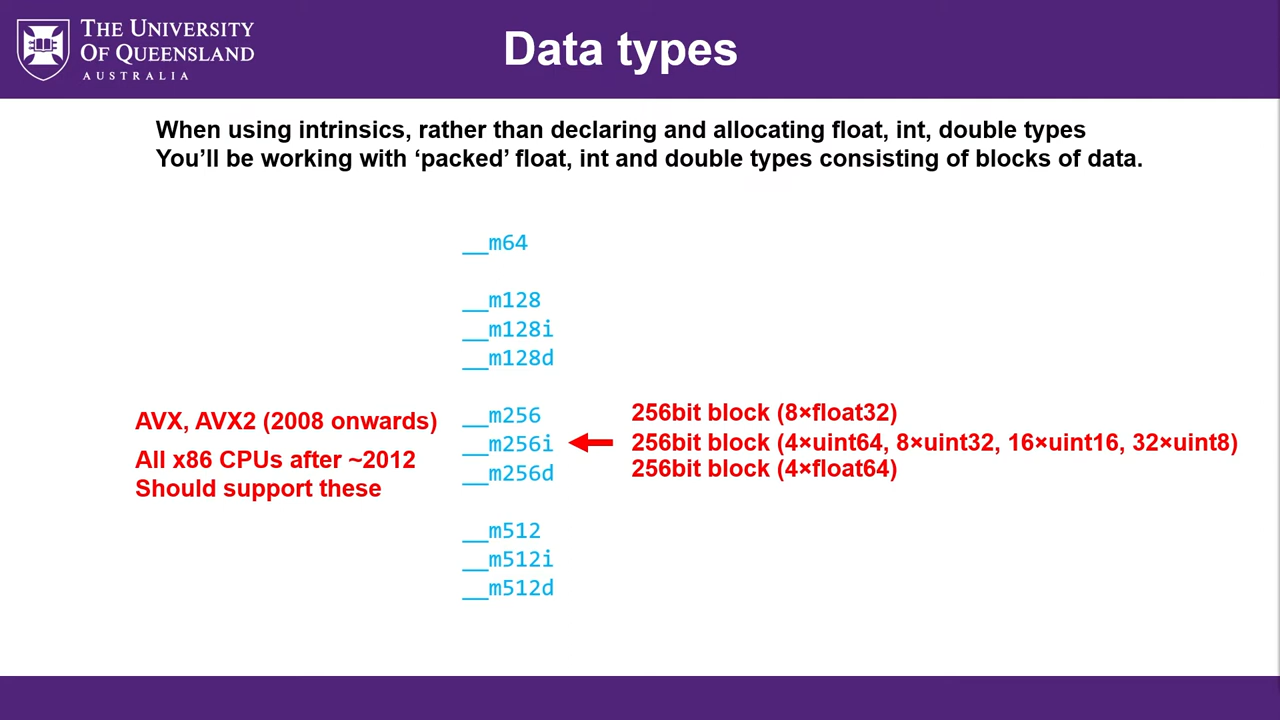 THE UNIVERSITY
OF QUEENSLAND
AUSTRALIA
Data types
When using intrinsics, rather than declaring and allocating float, int, double types
You’ll be working with ‘packed’ float, int and double types consisting of blocks of data.
__m64
__m128
__m128i
__m128d
AVX, AVX2 (2008 onwards)
All x86 CPUs after ~2012
Should support these
__m256
__m256i
__m256d
256bit block (8×float32)
256bit block (4×uint64, 8×uint32, 16×uint16, 32×uint8)
256bit block (4×float64)
__m512
__m512i
__m512d